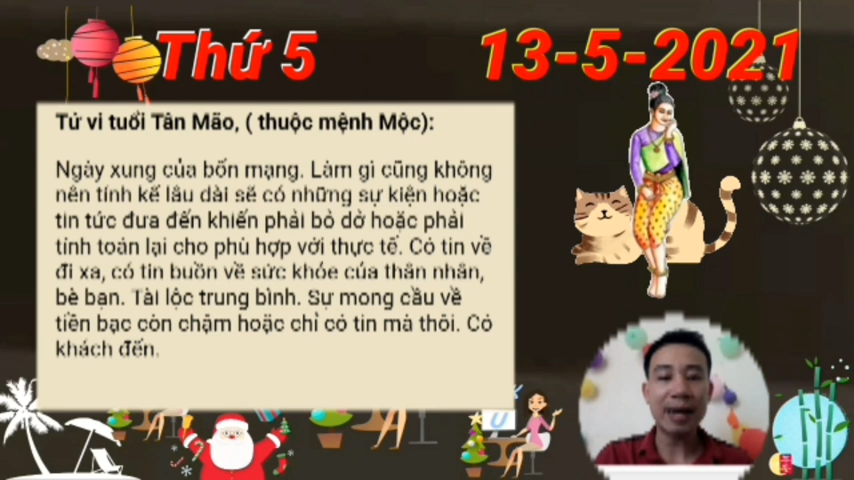 Thứ 5
13-5-2021
Tử vi tuổi Tân Mão, ( thuộc mệnh Mộc):
Ngày xung của bổn mạng. Làm gì cũng không
nên tính kế lâu dài sẽ có những sự kiện hoặc
tin tức đưa đến khiến phải bỏ dở hoặc phải
tính toán lại cho phù hợp với thực tế. Có tin về
đi xa, có tin buồn về sức khỏe của thân nhân,
bè bạn. Tài lộc trung bình. Sự mong cầu về
tiền bạc còn chậm hoặc chỉ có tin mà thôi. Có
khách đến.
U